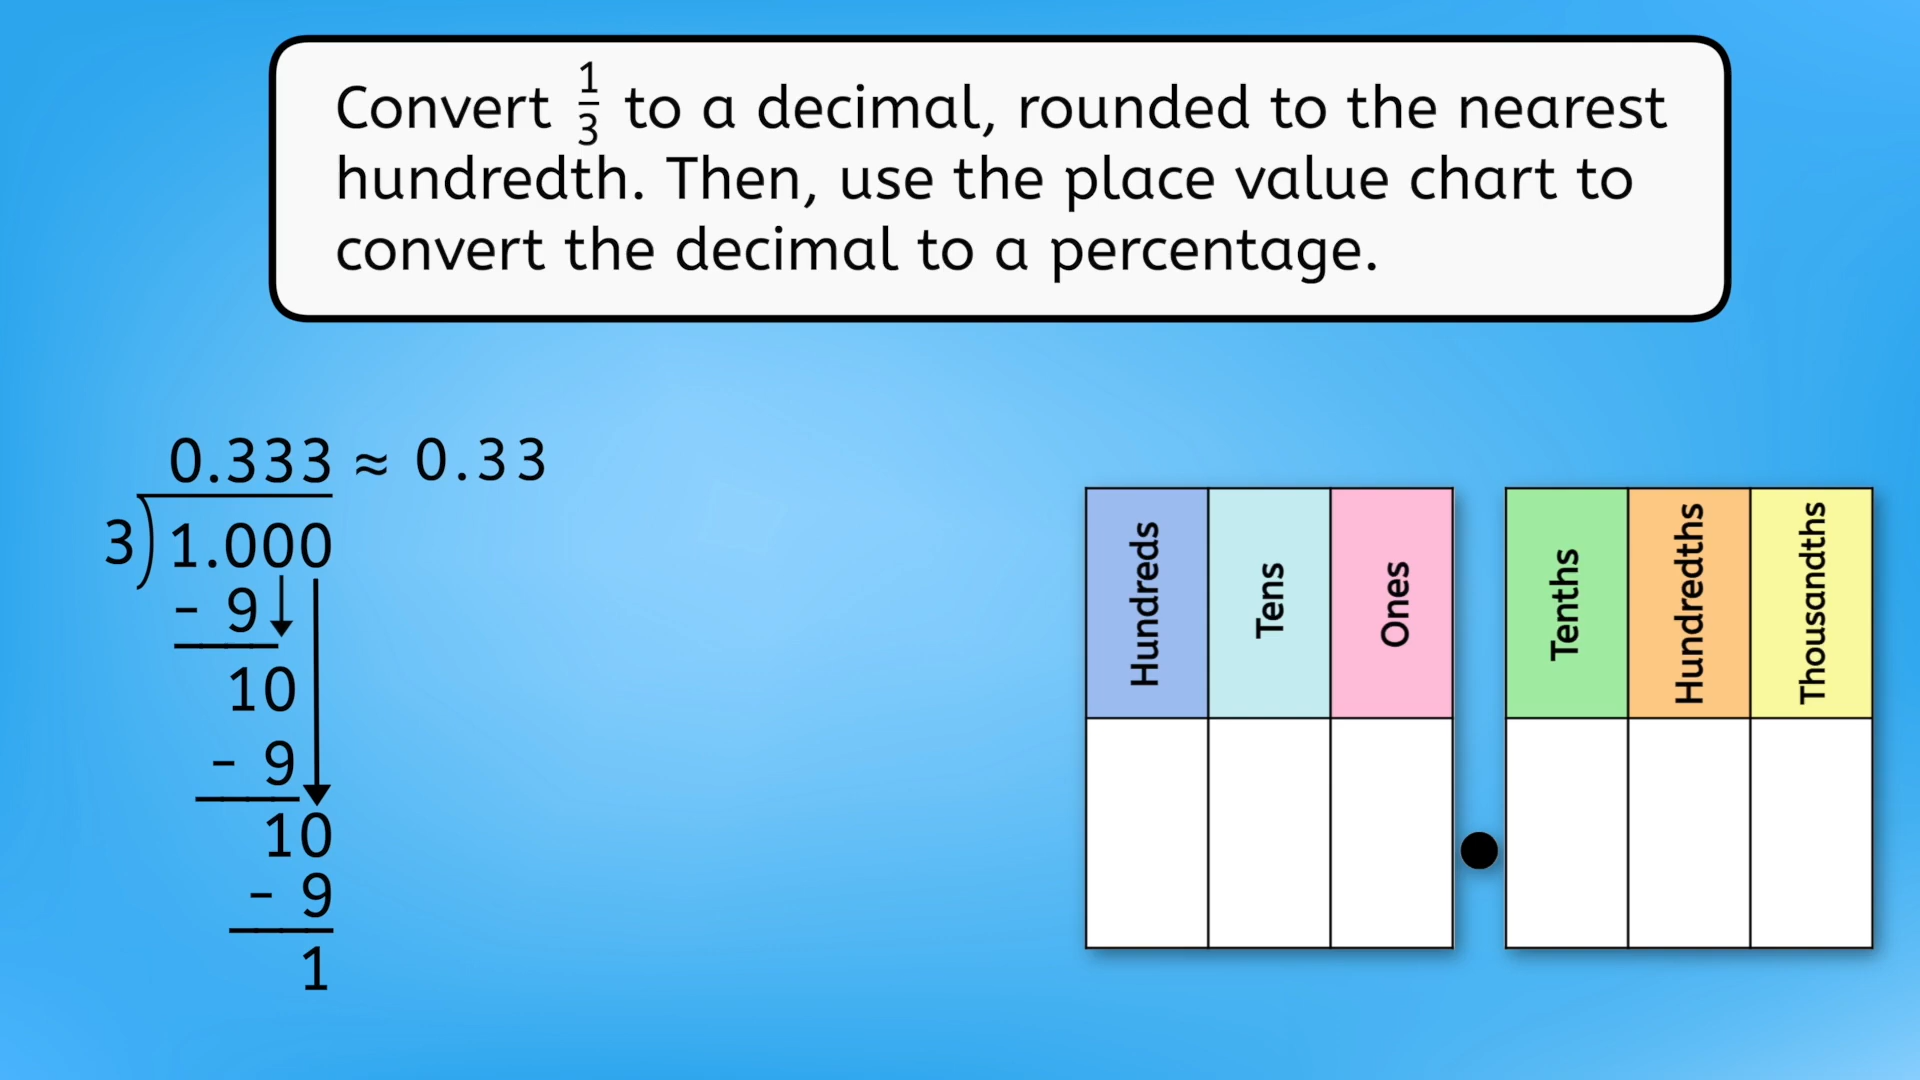 Convert 1/3 to a decimal, rounded to the nearest
hundredth. Then, use the place value chart to
convert the decimal to a percentage.
0.333 ≈ 0.33
3)1.000
- 9
10
- 9
10
- 9
1
Hundreds Tens Ones . Tenths Hundredths Thousandths